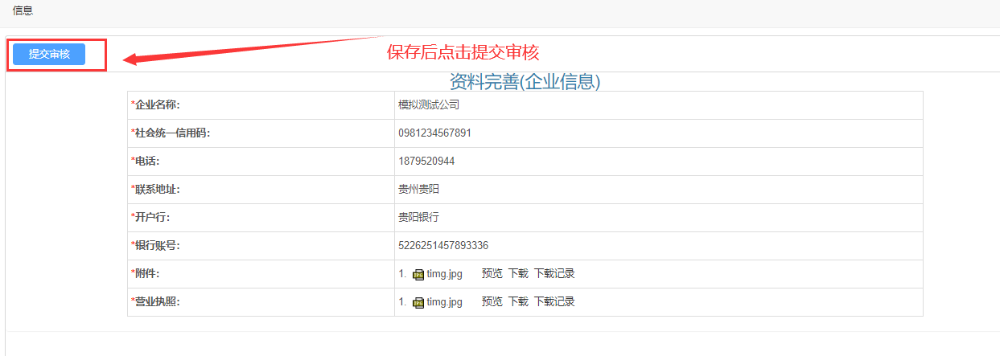 信息
提交审核
保存后点击提交审核
资料完善(企业信息)
*企业名称: 模拟测试公司
*社会统一信用码: 0981234567891
*电话: 1879520944
*联系地址: 贵州贵阳
*开户行: 贵阳银行
*银行账号: 5226251457893336
*附件: 1. JPG timg.jpg 预览 下载 下载记录
*营业执照: 1. JPG timg.jpg 预览 下载 下载记录